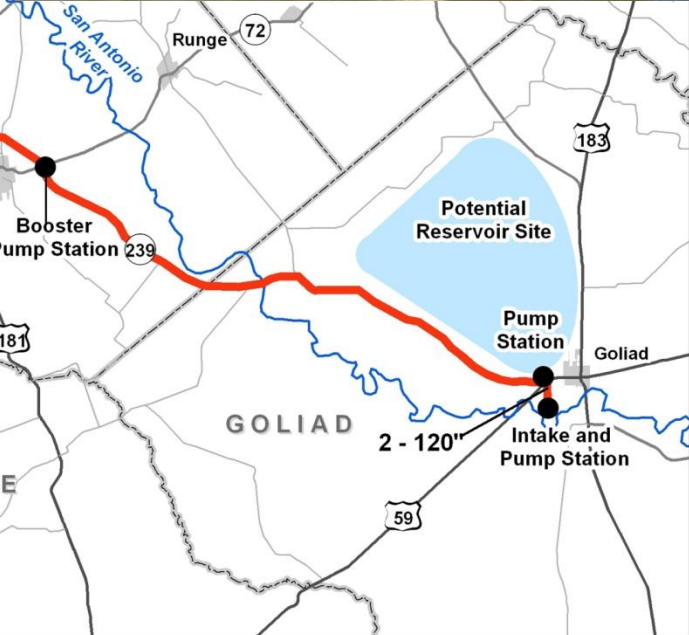 San Antonio
River
Runge
72
183
Potential
Reservoir Site
Booster
Pump Station
239
Pump
Station
181
Goliad
GOLIAD
2 - 120"
Intake and
Pump Station
E
59